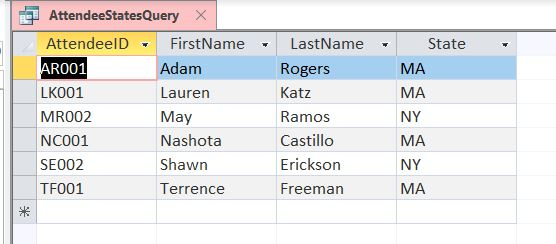 AttendeeStatesQuery
AttendeeID FirstName LastName State
AR001 Adam Rogers MA
LK001 Lauren Katz MA
MR002 May Ramos NY
NC001 Nashota Castillo MA
SE002 Shawn Erickson NY
TF001 Terrence Freeman MA